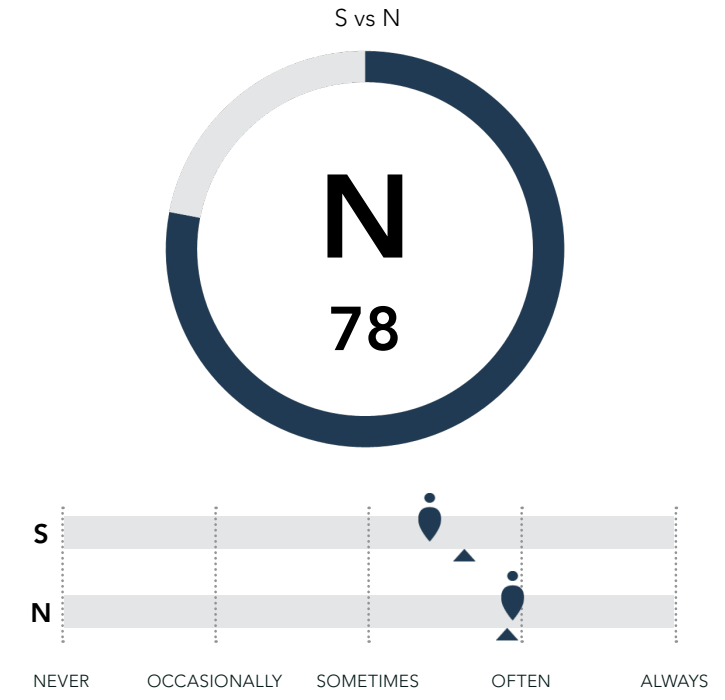 S vs N
N
78
S
N
NEVER OCCASIONALLY SOMETIMES OFTEN ALWAYS